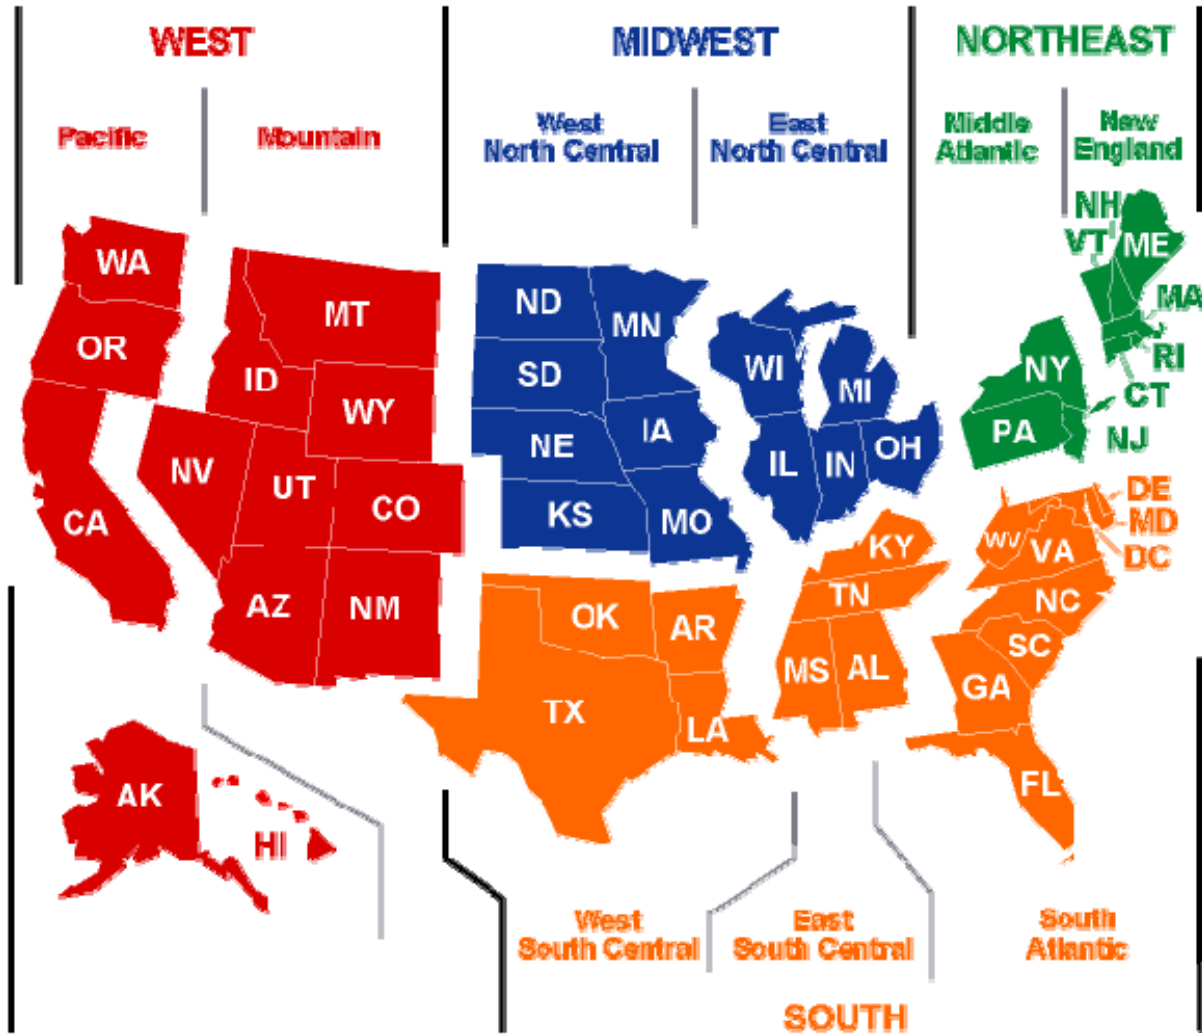 WEST
MIDWEST
NORTHEAST
Pacific
Mountain
West
North Central
East
North Central
Middle
Atlantic
New
England
WA
OR
CA
MT
ID
WY
NV
UT
CO
AZ
NM
AK
HI
ND
MN
SD
NE
IA
KS
MO
WI
MI
IL
IN
OH
NH
VT
ME
MA
RI
CT
NY
PA
NJ
DE
MD
DC
WV
VA
NC
SC
GA
FL
KY
TN
MS
AL
OK
AR
TX
LA
West
South Central
East
South Central
South
Atlantic
SOUTH